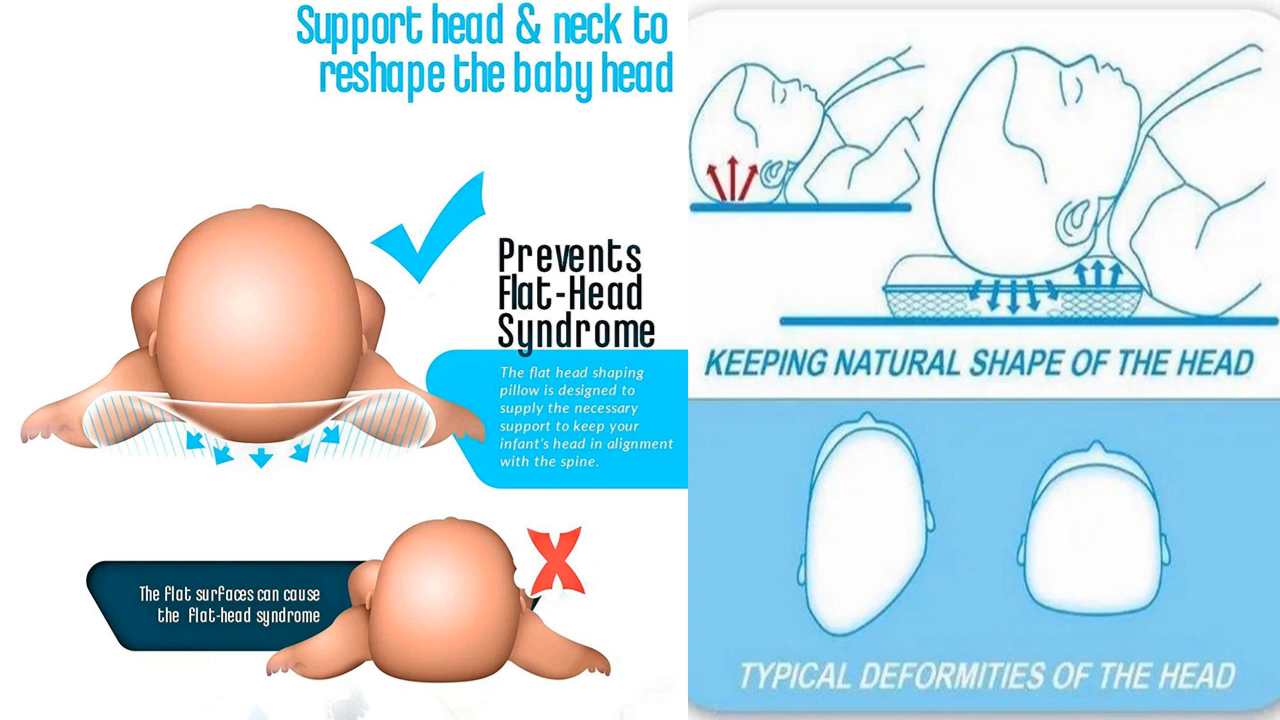 Support head & neck to
reshape the baby head
Prevents
Flat-Head
Syndrome
The flat head shaping
pillow is designed to
supply the necessary
support to keep your
infant's head in alignment
with the spine.
The flat surfaces can cause
the flat-head syndrome
KEEPING NATURAL SHAPE OF THE HEAD
TYPICAL DEFORMITIES OF THE HEAD